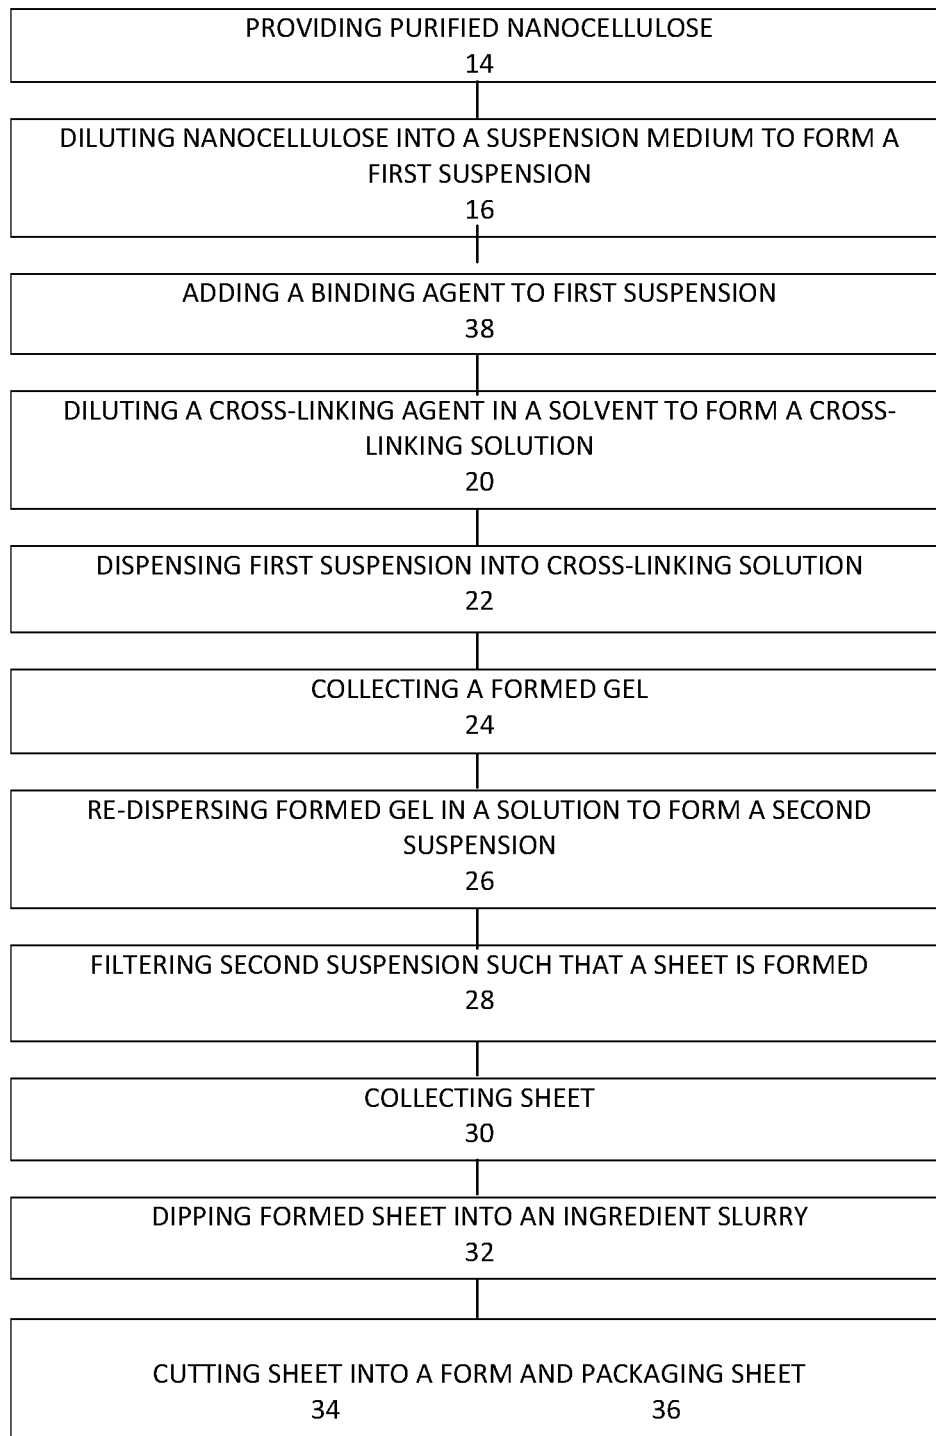 PROVIDING PURIFIED NANOCELLULOSE
14
DILUTING NANOCELLULOSE INTO A SUSPENSION MEDIUM TO FORM A
FIRST SUSPENSION
16
ADDING A BINDING AGENT TO FIRST SUSPENSION
38
DILUTING A CROSS-LINKING AGENT IN A SOLVENT TO FORM A CROSS-
LINKING SOLUTION
20
DISPENSING FIRST SUSPENSION INTO CROSS-LINKING SOLUTION
22
COLLECTING A FORMED GEL
24
RE-DISPERSING FORMED GEL IN A SOLUTION TO FORM A SECOND
SUSPENSION
26
FILTERING SECOND SUSPENSION SUCH THAT A SHEET IS FORMED
28
COLLECTING SHEET
30
DIPPING FORMED SHEET INTO AN INGREDIENT SLURRY
32
CUTTING SHEET INTO A FORM AND PACKAGING SHEET
34 36